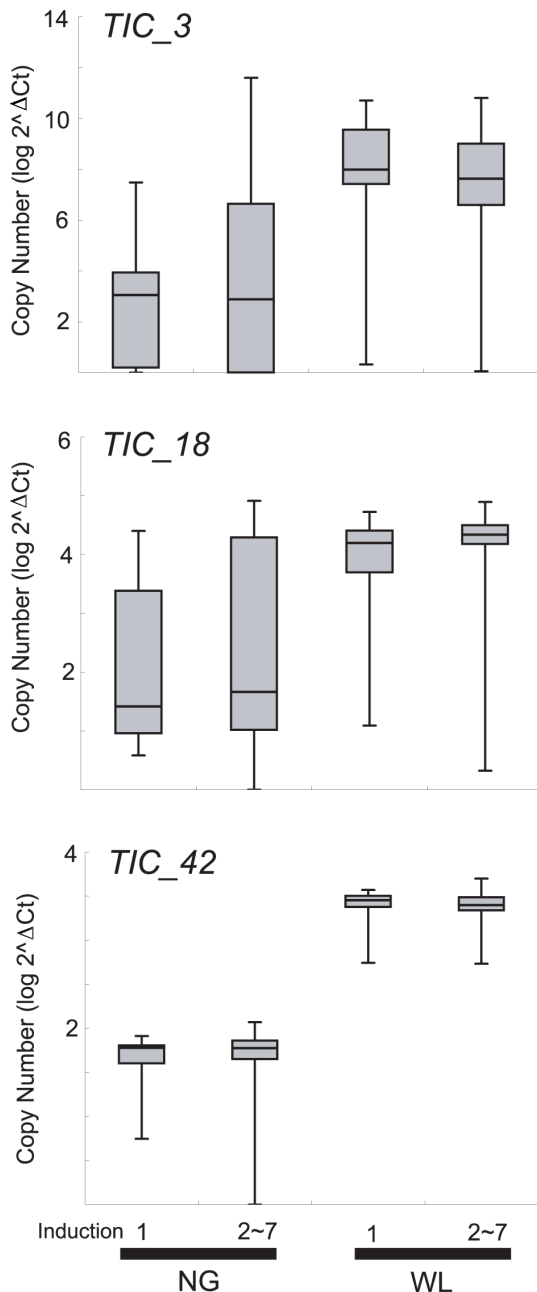 TIC_3
Copy Number (log 2^ΔCt)
14
10
6
2
TIC_18
Copy Number (log 2^ΔCt)
6
4
2
TIC_42
Copy Number (log 2^ΔCt)
4
2
Induction 1 2~7 1 2~7
NG WL